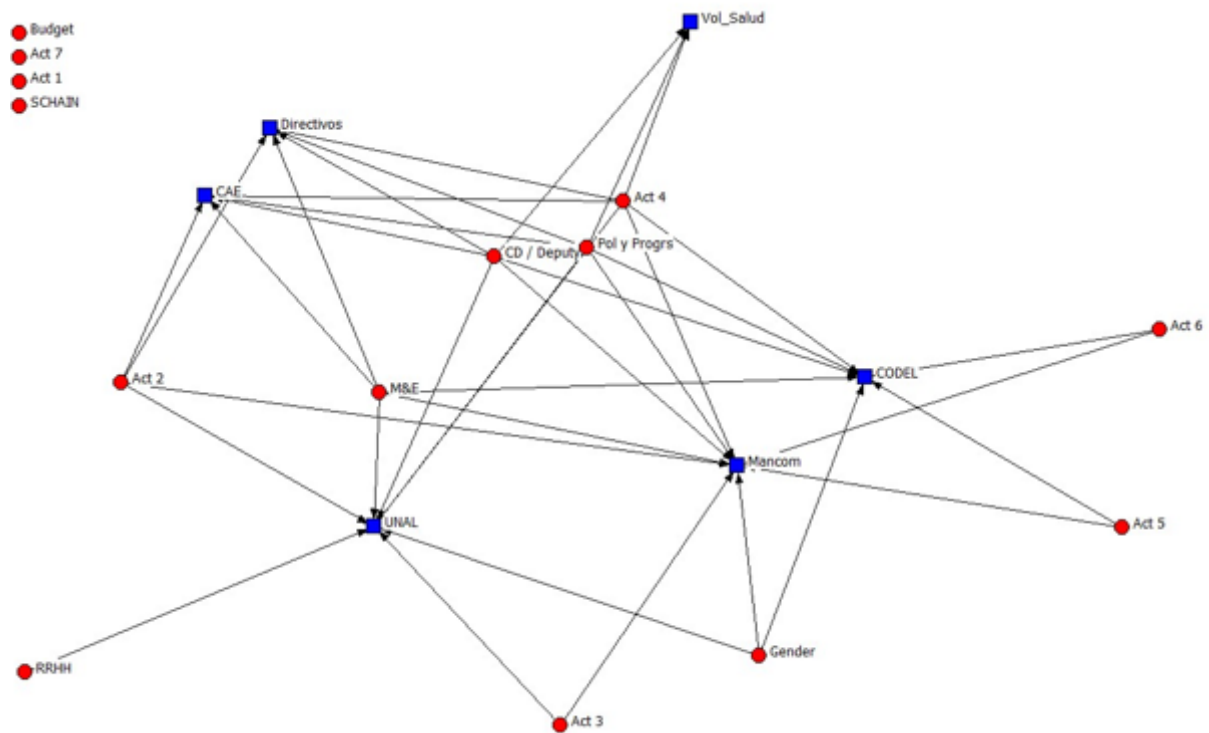 Budget
Act 7
Act 1
SCHAIN
Vol_Salud
Directivos
CAE
Act 4
Pol y Progrs
CD / Deputy
Act 6
CODEL
Act 2
M&E
Mancom
UNAL
Act 5
Gender
RRHH
Act 3